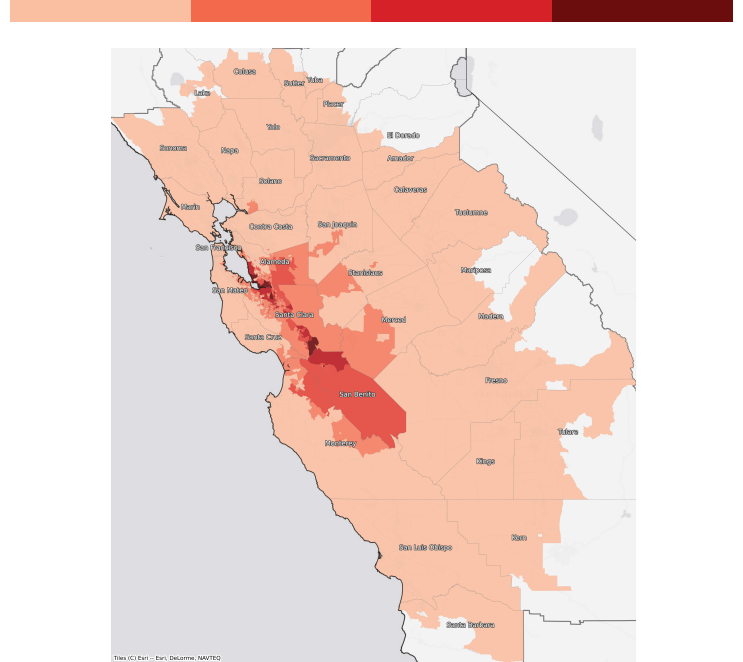 Colusa
Sutter
Yuba
Lake
Placer
Yolo
El Dorado
Sonoma
Napa
Sacramento
Amador
Solano
Calaveras
Marin
Tuolumne
Contra Costa
San Joaquin
San Francisco
Alameda
Stanislaus
Mariposa
San Mateo
Santa Clara
Merced
Madera
Santa Cruz
Fresno
San Benito
Tulare
Monterey
Kings
Kern
San Luis Obispo
Santa Barbara
Tiles (C) Esri -- Esri, DeLorme, NAVTEQ